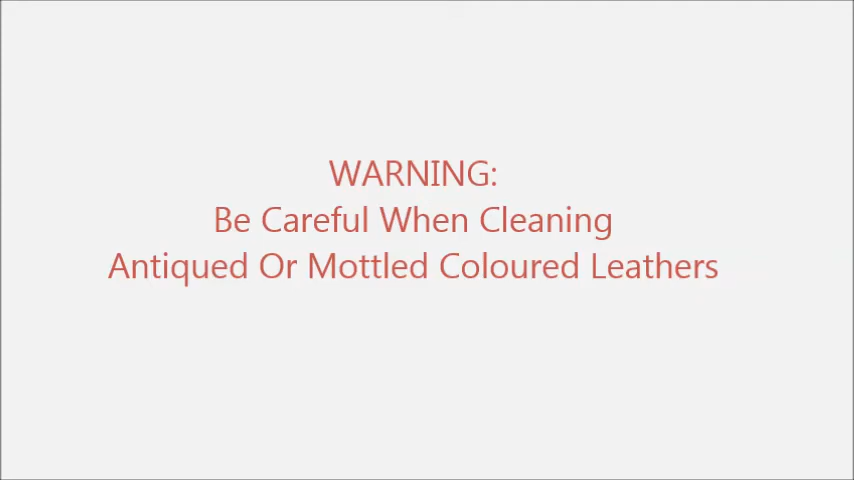 WARNING:
Be Careful When Cleaning
Antiqued Or Mottled Coloured Leathers